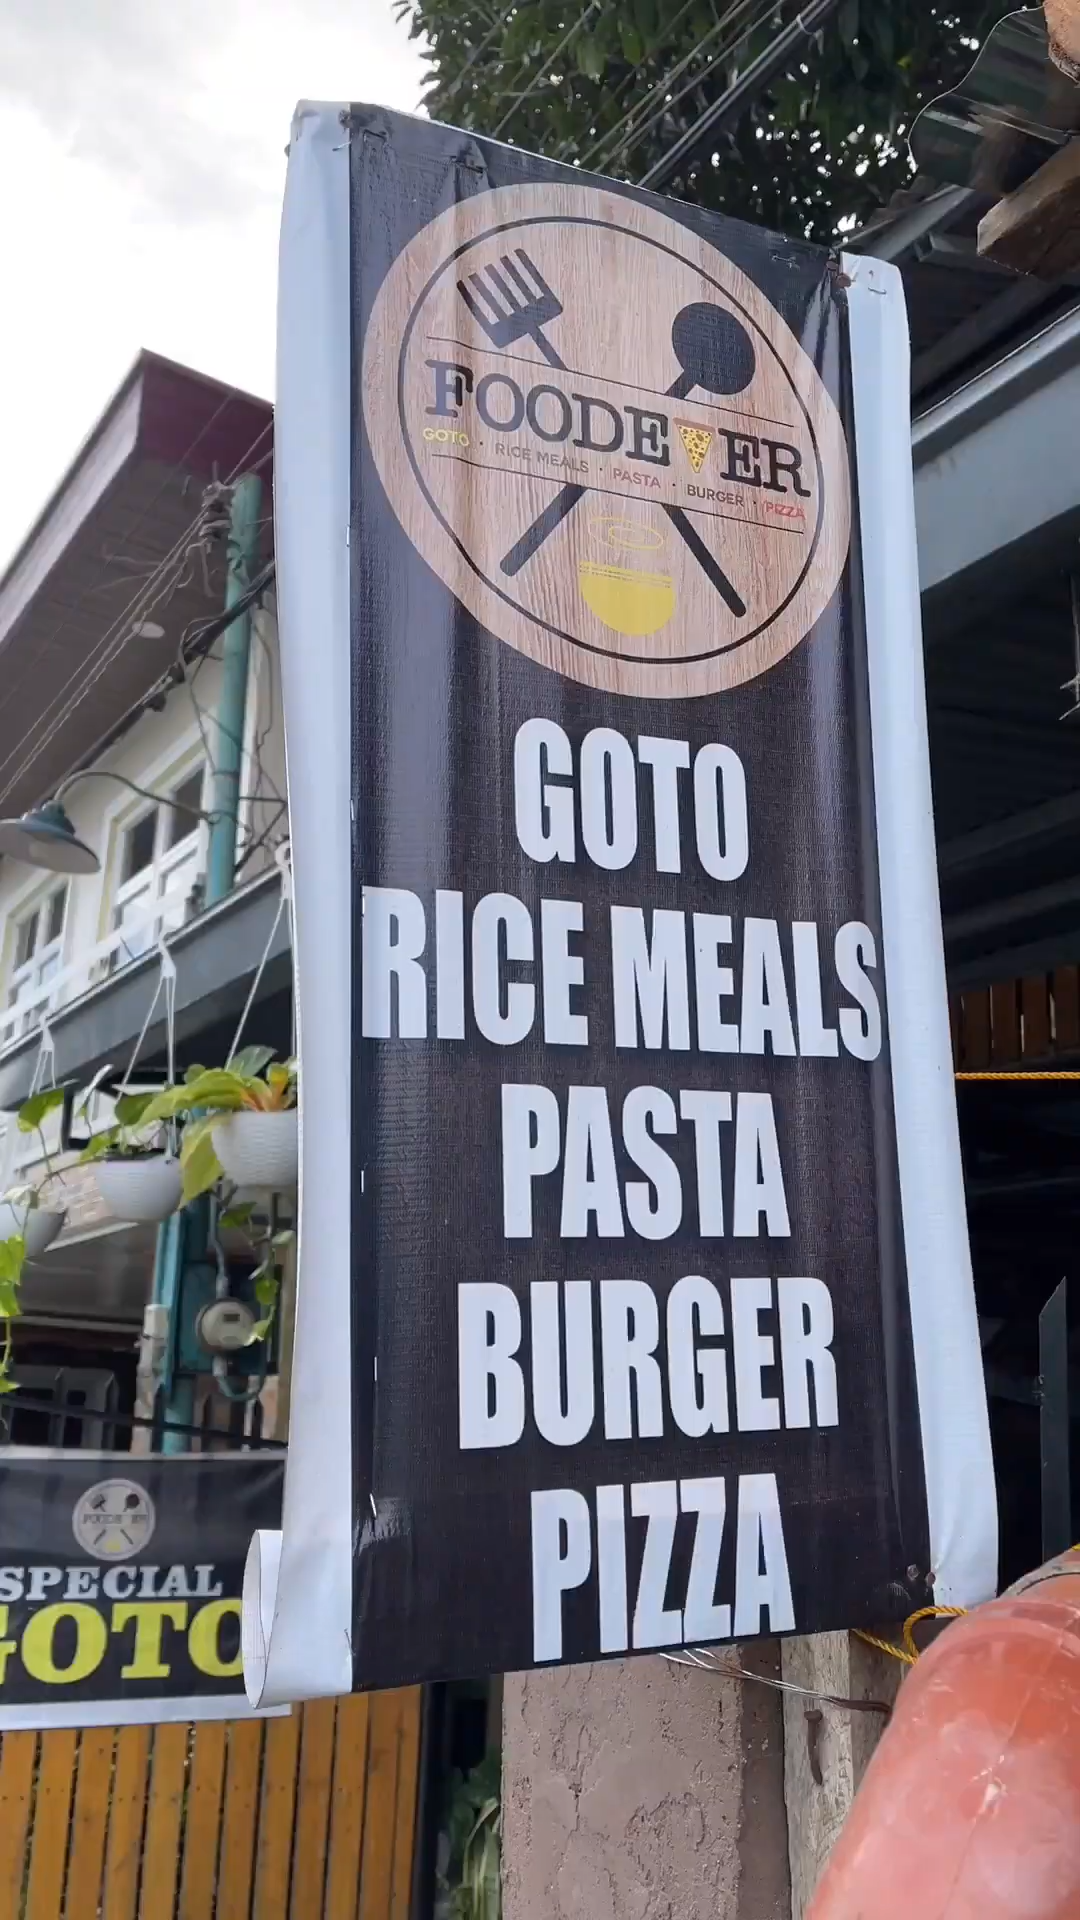 FOODEVER
GOTO · RICE MEALS · PASTA · BURGER · PIZZA
GOTO
RICE MEALS
PASTA
BURGER
PIZZA
SPECIAL
GOTO